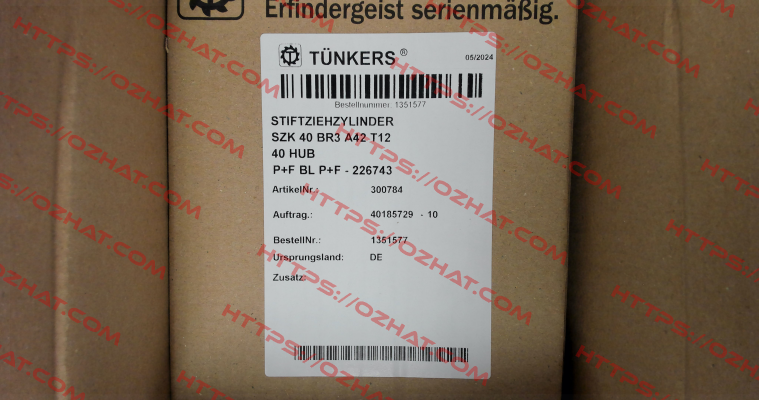 Erfindergeist serienmäßig.
TÜNKERS®
05/2024
Bestellnummer: 1351577
STIFTZIEHZYLINDER
SZK 40 BR3 A42 T12
40 HUB
P+F BL P+F - 226743
ArtikelNr.: 300784
Auftrag.: 40185729 - 10
BestellNr.: 1351577
Ursprungsland: DE
Zusatz:
HTTPS://OZHAT.COM